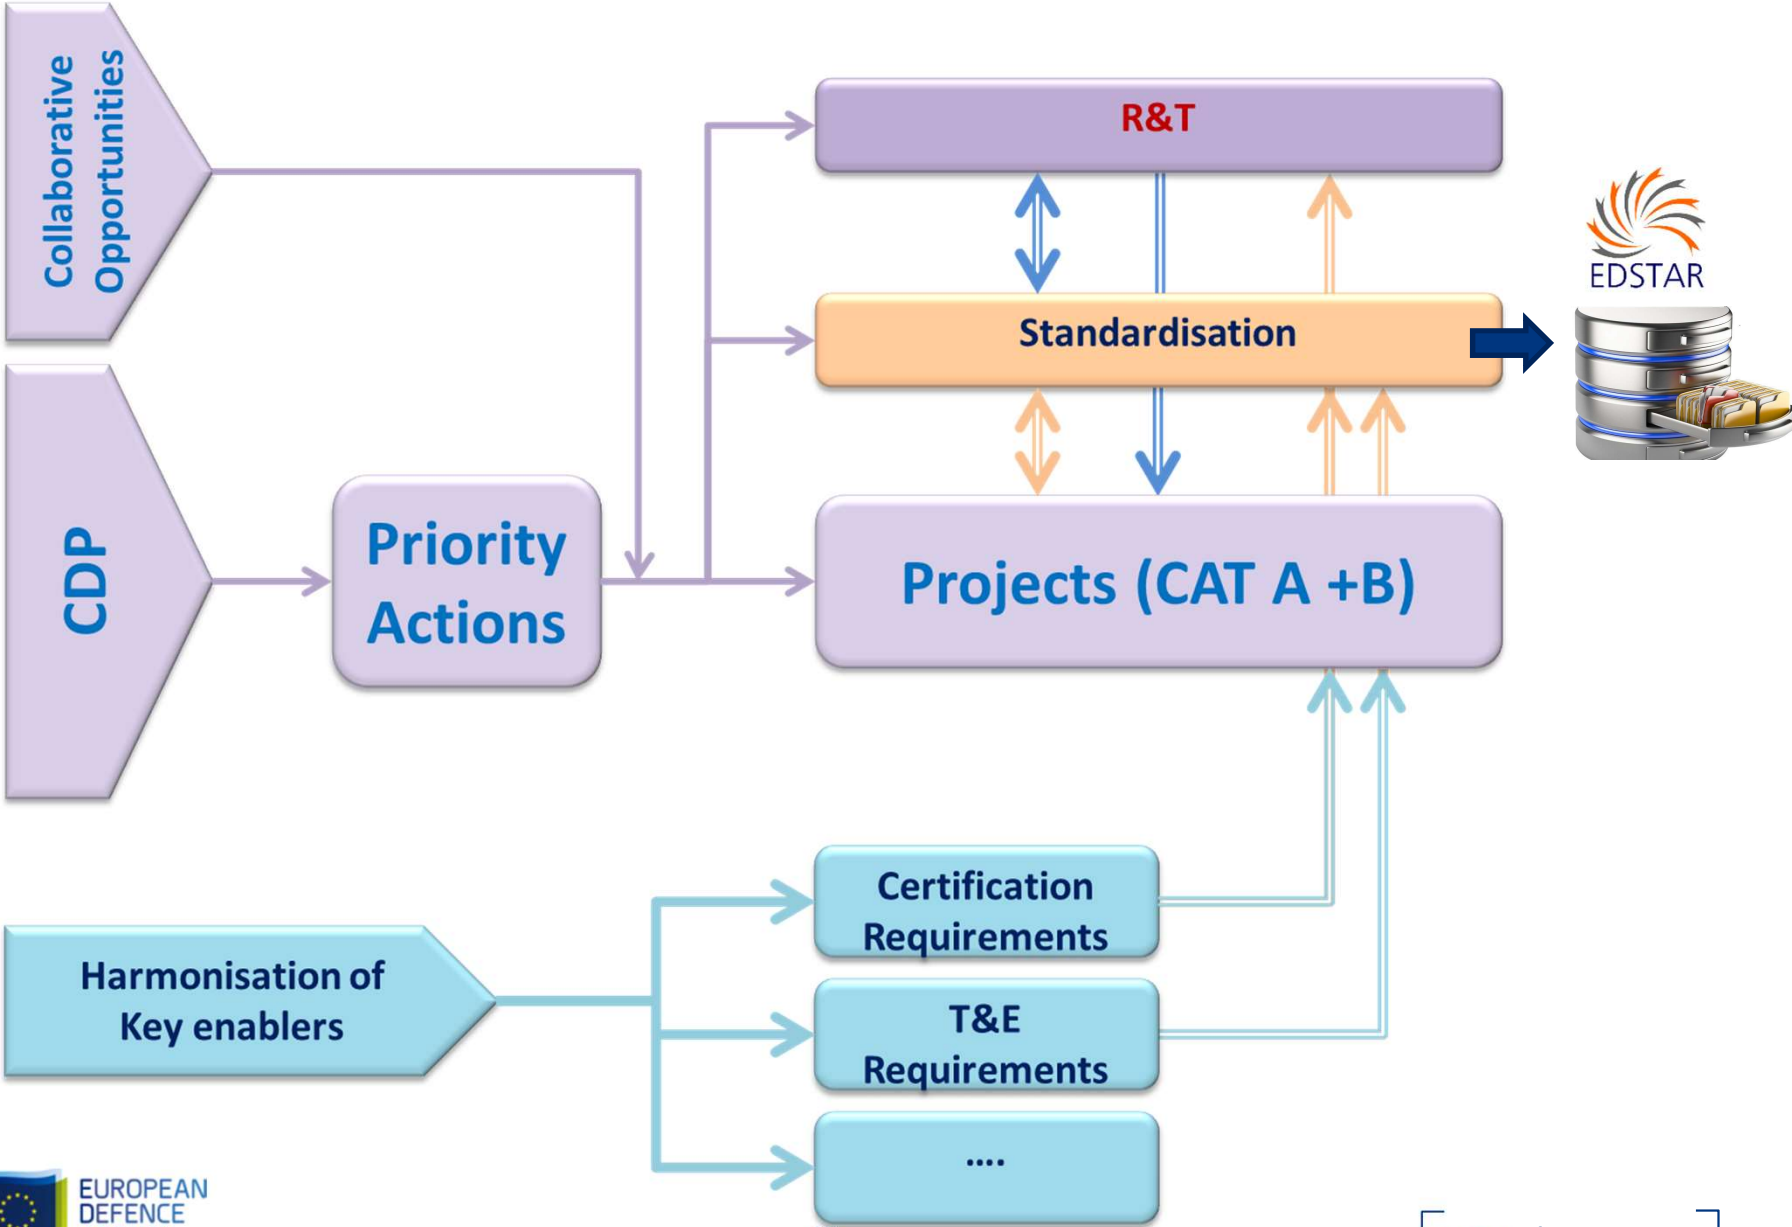 Collaborative
Opportunities
R&T
EDSTAR
Standardisation
CDP
Priority
Actions
Projects (CAT A +B)
Certification
Requirements
Harmonisation of
Key enablers
T&E
Requirements
....
EUROPEAN
DEFENCE